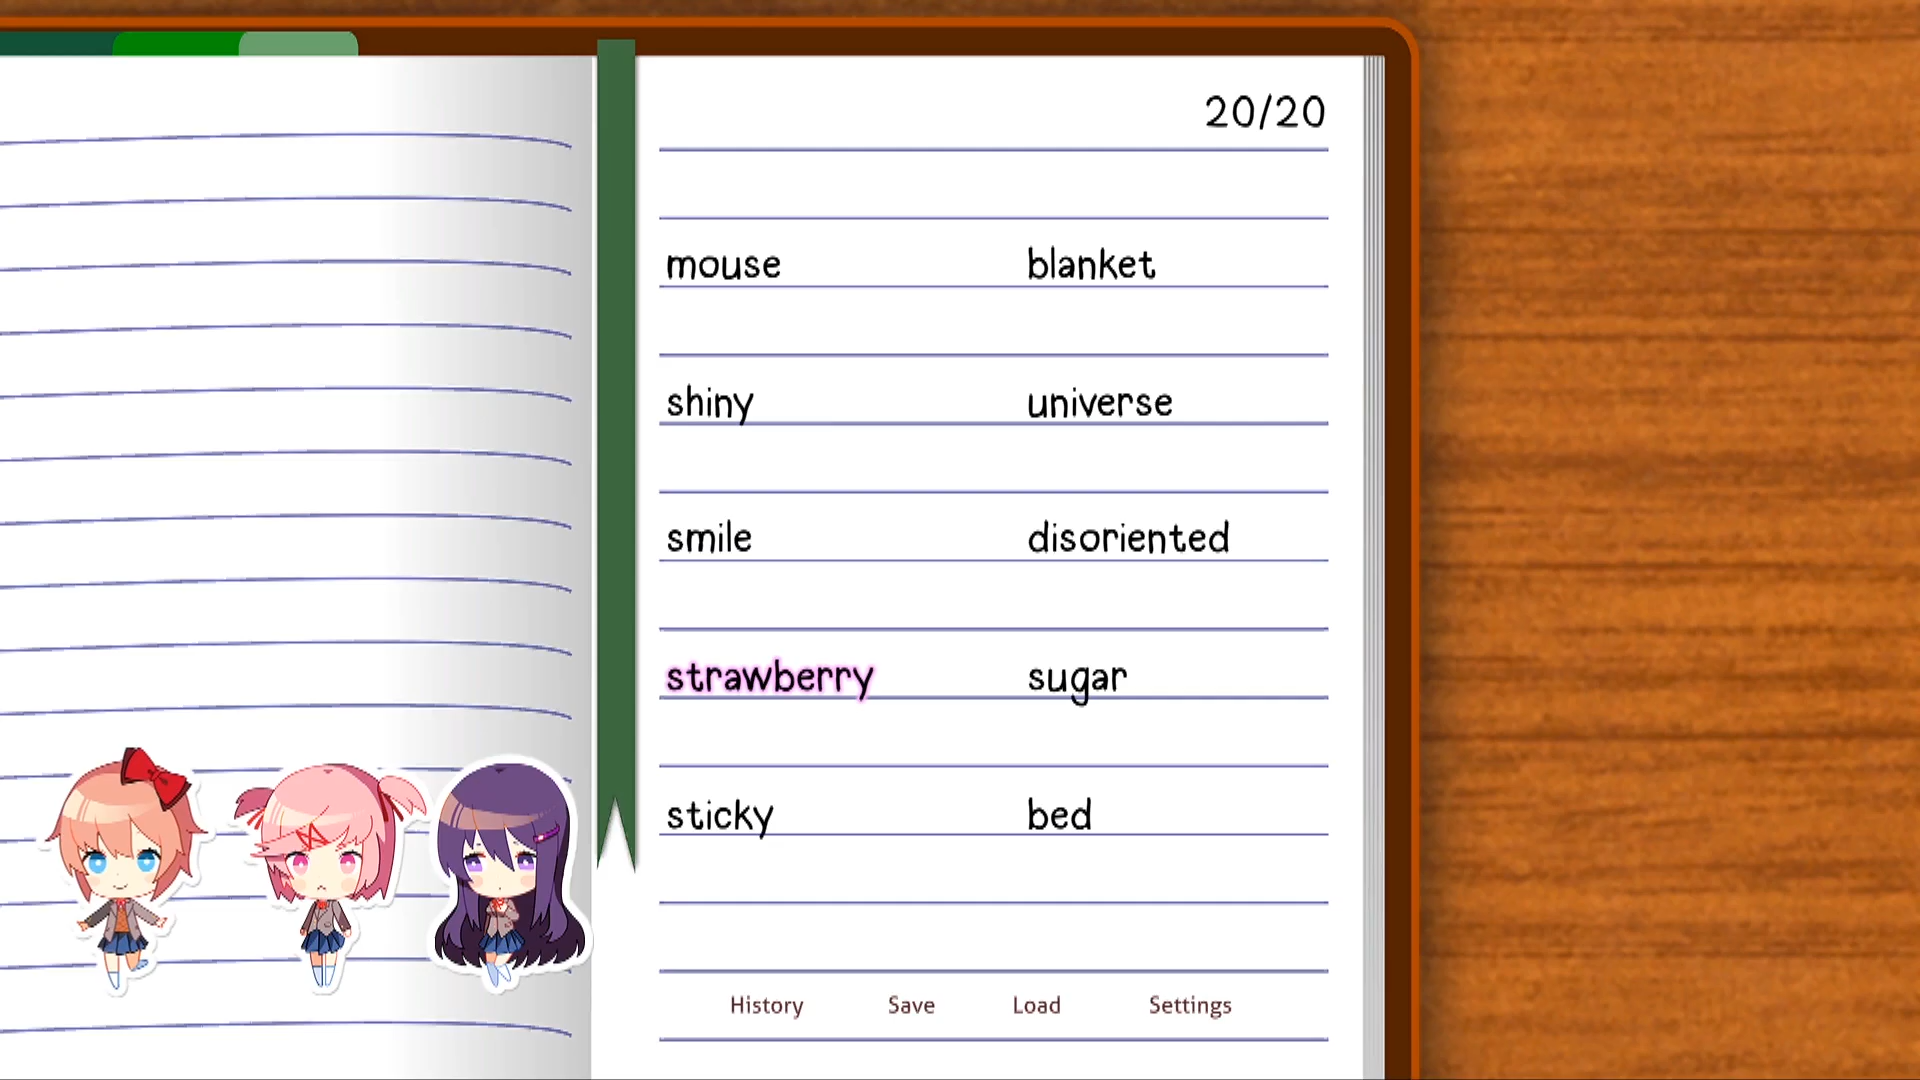 20/20
mouse blanket
shiny universe
smile disoriented
strawberry sugar
sticky bed
History Save Load Settings